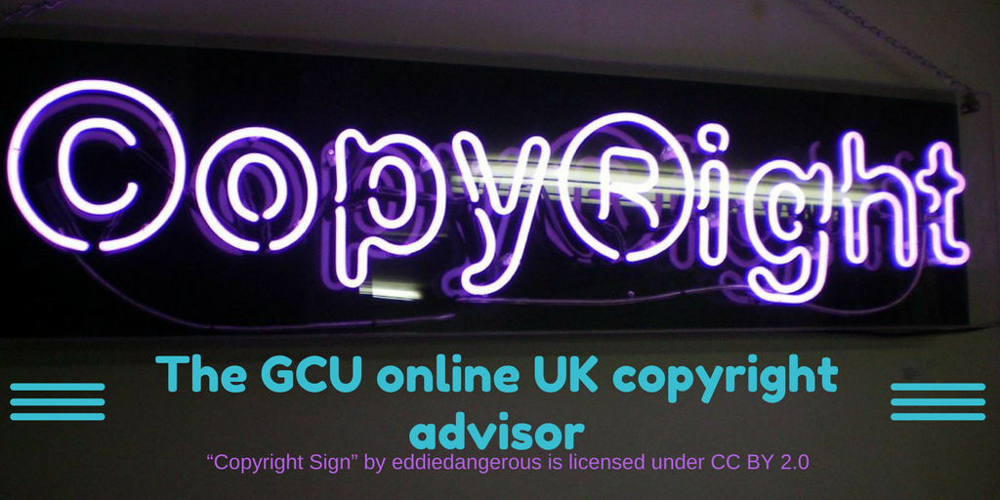 CopyRight
The GCU online UK copyright
advisor
“Copyright Sign” by eddiedangerous is licensed under CC BY 2.0